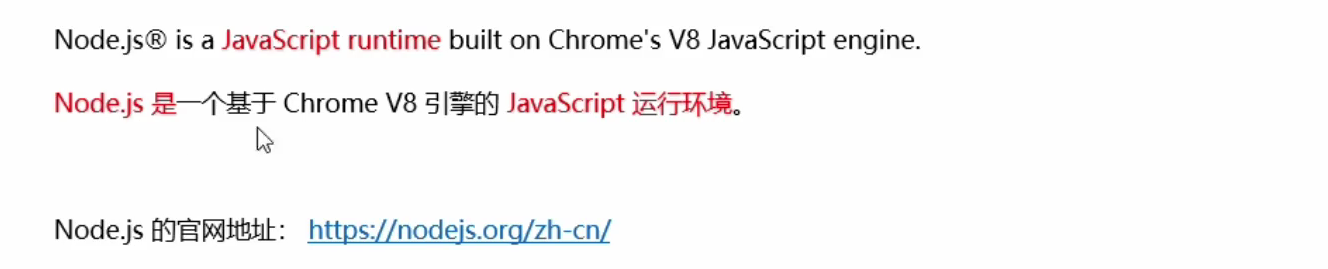 Node.js® is a JavaScript runtime built on Chrome's V8 JavaScript engine.
Node.js 是一个基于 Chrome V8 引擎的 JavaScript 运行环境。
Node.js 的官网地址： https://nodejs.org/zh-cn/